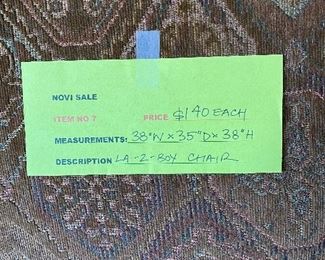 NOVI SALE
ITEM NO 7 PRICE $140 EACH
MEASUREMENTS: 38"W x 35"D x 38"H
DESCRIPTION LA-Z-BOY CHAIR